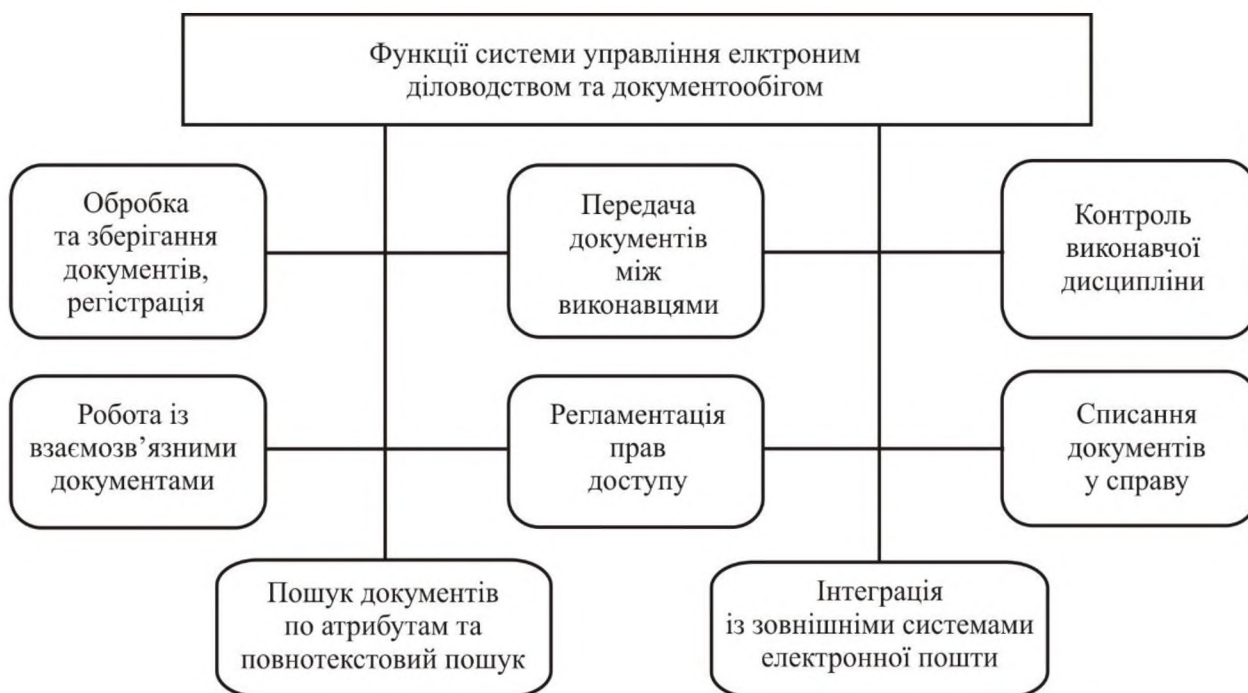 Функції системи управління елктроним
діловодством та документообігом
Обробка
та зберігання
документів,
регістрація
Передача
документів
між
виконавцями
Контроль
виконавчої
дисципліни
Робота із
взаємозв’язними
документами
Регламентація
прав
доступу
Списання
документів
у справу
Пошук документів
по атрибутам та
повнотекстовий пошук
Інтеграція
із зовнішніми системами
електронної пошти